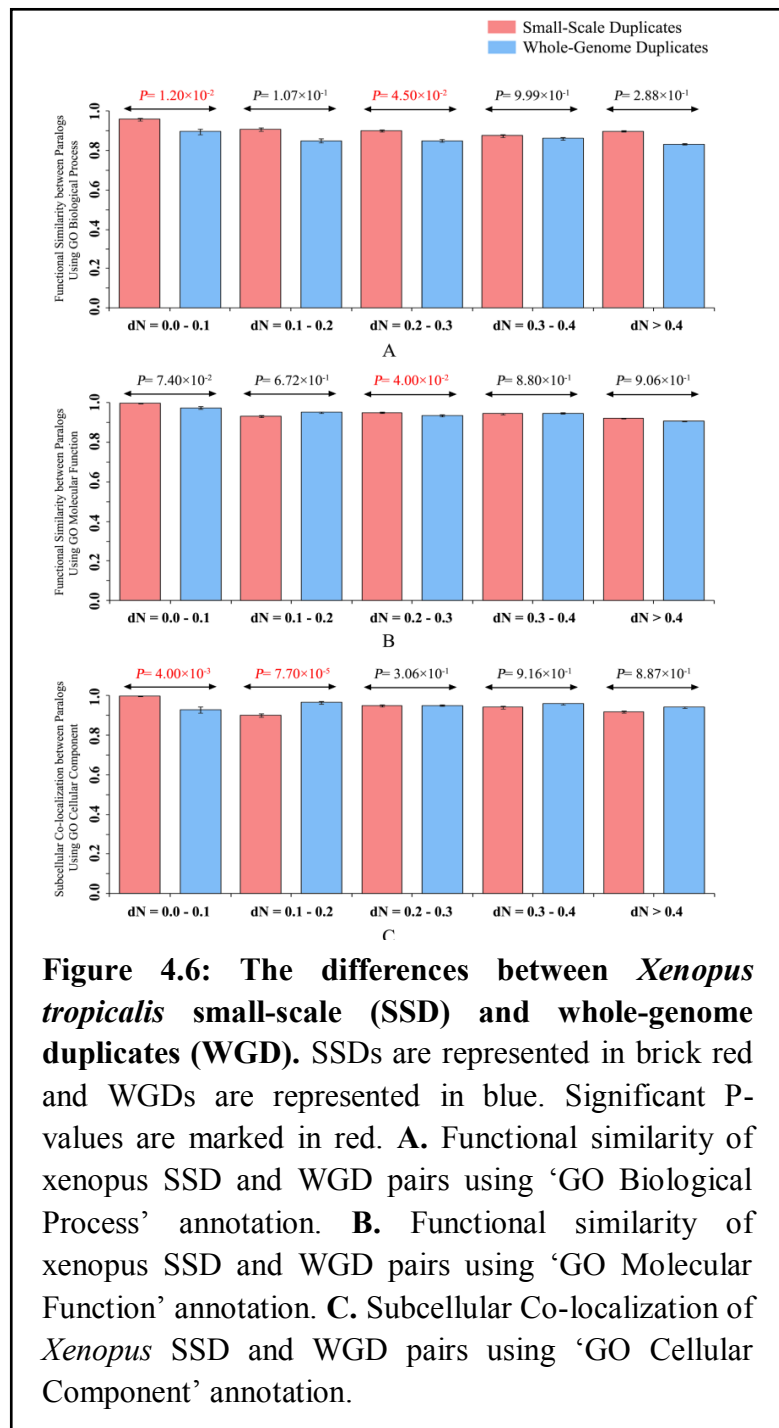 Small-Scale Duplicates
Whole-Genome Duplicates
P= 1.20×10⁻² P= 1.07×10⁻¹ P= 4.50×10⁻² P= 9.99×10⁻¹ P= 2.88×10⁻¹
Functional Similarity between Paralogs
Using GO Biological Process
1.0
0.8
0.6
0.4
0.2
0.0
dN = 0.0 - 0.1 dN = 0.1 - 0.2 dN = 0.2 - 0.3 dN = 0.3 - 0.4 dN > 0.4
A
P= 7.40×10⁻² P= 6.72×10⁻¹ P= 4.00×10⁻² P= 8.80×10⁻¹ P= 9.06×10⁻¹
Functional Similarity between Paralogs
Using GO Molecular Function
1.0
0.8
0.6
0.4
0.2
0.0
dN = 0.0 - 0.1 dN = 0.1 - 0.2 dN = 0.2 - 0.3 dN = 0.3 - 0.4 dN > 0.4
B
P= 4.00×10⁻³ P= 7.70×10⁻⁵ P= 3.06×10⁻¹ P= 9.16×10⁻¹ P= 8.87×10⁻¹
Subcellular Co-localization between Paralogs
Using GO Cellular Component
1.0
0.8
0.6
0.4
0.2
0.0
dN = 0.0 - 0.1 dN = 0.1 - 0.2 dN = 0.2 - 0.3 dN = 0.3 - 0.4 dN > 0.4
C
Figure 4.6: The differences between Xenopus
tropicalis small-scale (SSD) and whole-genome
duplicates (WGD). SSDs are represented in brick red
and WGDs are represented in blue. Significant P-
values are marked in red. A. Functional similarity of
xenopus SSD and WGD pairs using ‘GO Biological
Process’ annotation. B. Functional similarity of
xenopus SSD and WGD pairs using ‘GO Molecular
Function’ annotation. C. Subcellular Co-localization of
Xenopus SSD and WGD pairs using ‘GO Cellular
Component’ annotation.